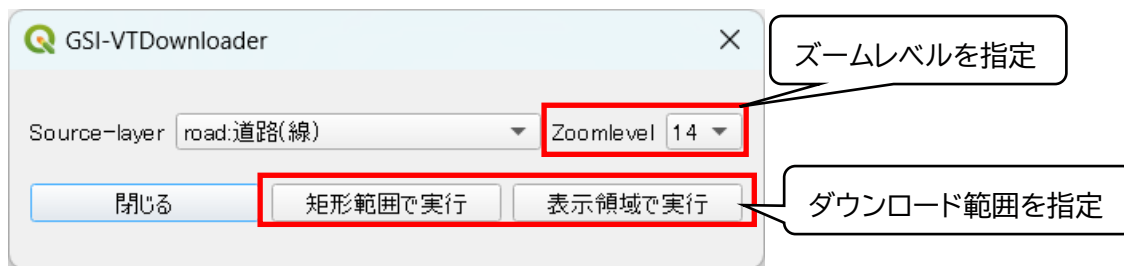 GSI-VTDownloader
ズームレベルを指定
Source-layer road:道路(線) Zoomlevel 14
閉じる 矩形範囲で実行 表示領域で実行
ダウンロード範囲を指定